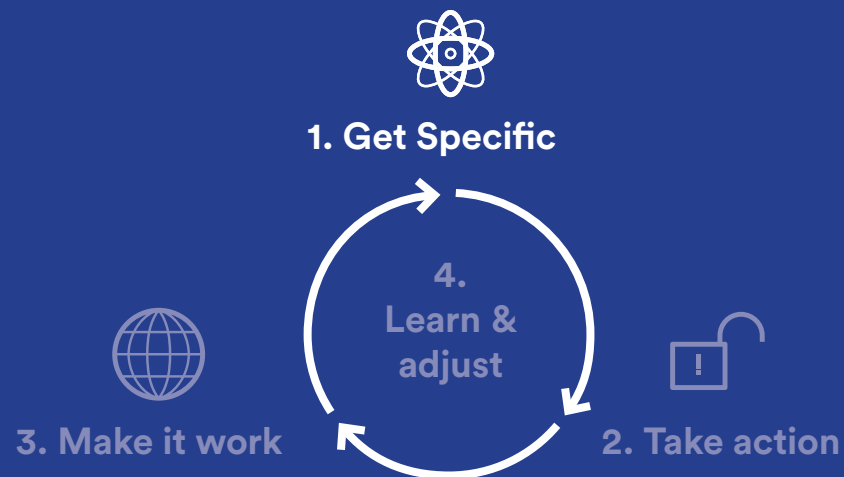 1. Get Specific
4.
Learn &
adjust
!
3. Make it work
2. Take action